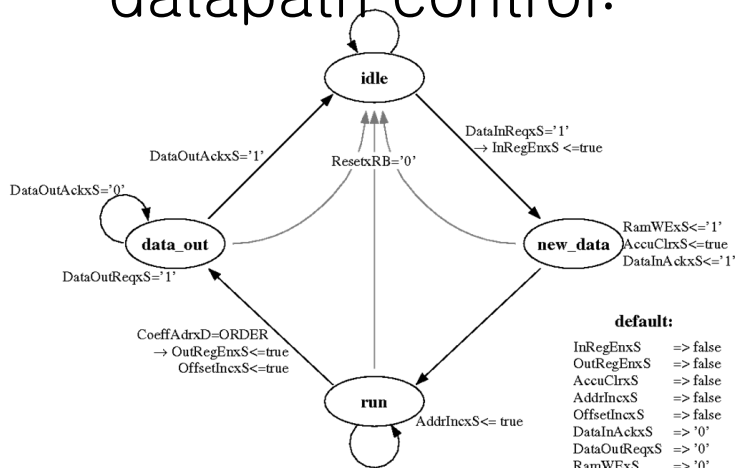 datapath control:
idle
DataInReqxS='1'
→ InRegEnxS <=true
DataOutAckxS='1'
ResetxRB='0'
DataOutAckxS='0'
data_out
new_data
RamWExS<='1'
AccuClrxS<=true
DataInAckxS<='1'
DataOutReqxS='1'
CoeffAdrxD=ORDER
→ OutRegEnxS<=true
OffsetIncxS<=true
run
AddrIncxS<= true
default:
InRegEnxS => false
OutRegEnxS => false
AccuClrxS => false
AddrIncxS => false
OffsetIncxS => false
DataInAckxS => '0'
DataOutReqxS => '0'
RamWExS => '0'